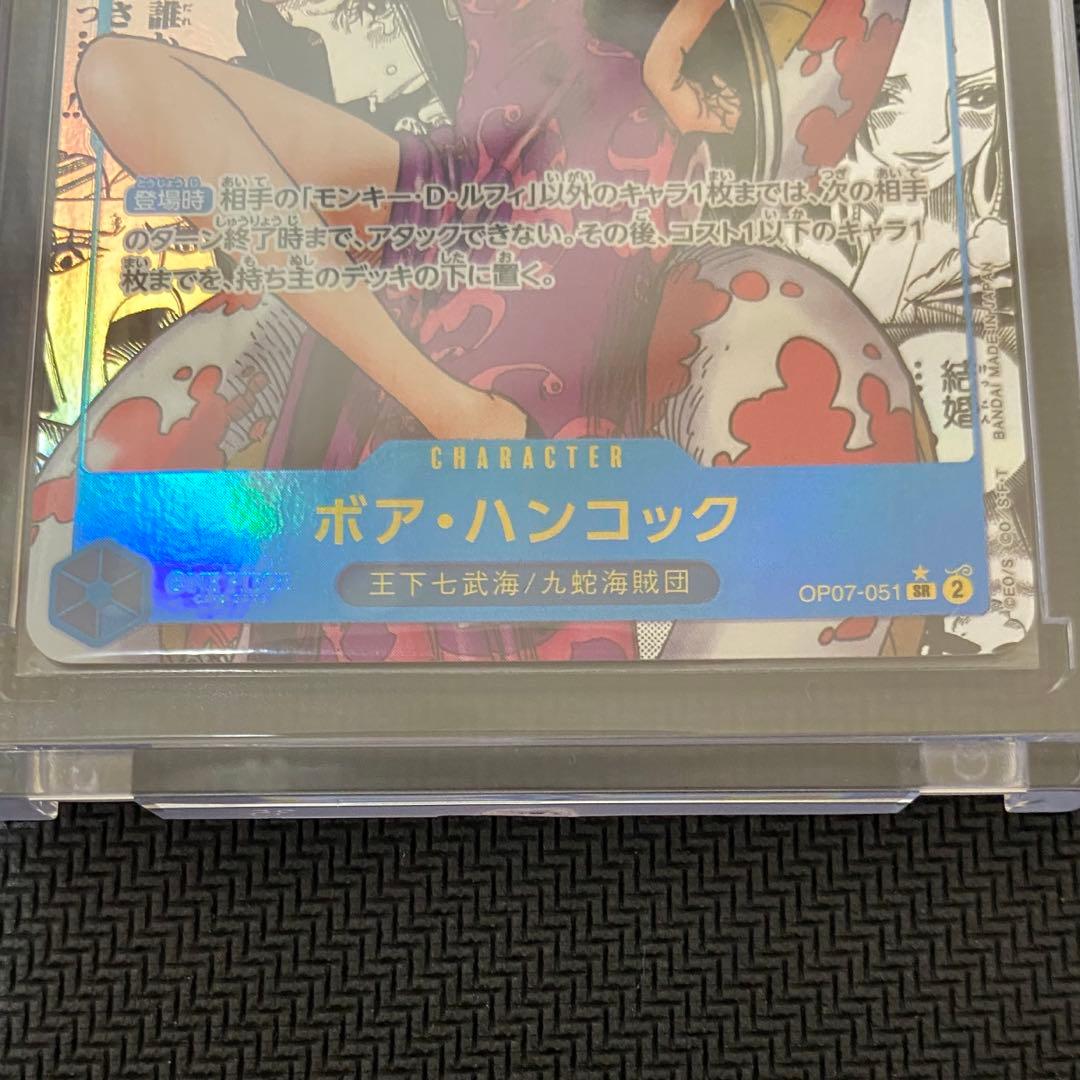 誰
さ
っ…!!
登場時 相手の「モンキー・D・ルフィ」以外のキャラ1枚までは、次の相手
のターン終了時まで、アタックできない。その後、コスト1以下のキャラ1
枚までを、持ち主のデッキの下に置く。
CHARACTER
ボア・ハンコック
王下七武海/九蛇海賊団
OP07-051 SR 2
BANDAI MADE IN JAPAN